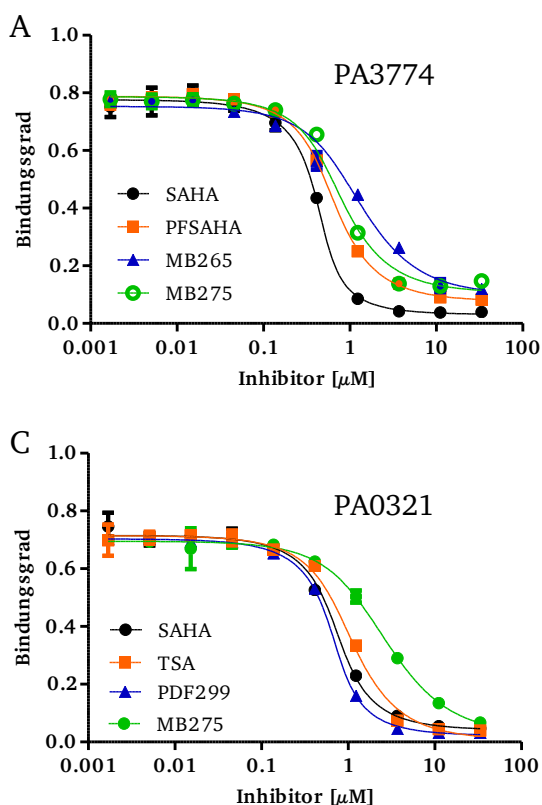 A
PA3774
1.0
0.8
0.6
0.4
0.2
0.0
Bindungsgrad
SAHA
PFSAHA
MB265
MB275
0.001 0.01 0.1 1 10 100
Inhibitor [µM]
C
PA0321
1.0
0.8
0.6
0.4
0.2
0.0
Bindungsgrad
SAHA
TSA
PDF299
MB275
0.001 0.01 0.1 1 10 100
Inhibitor [µM]